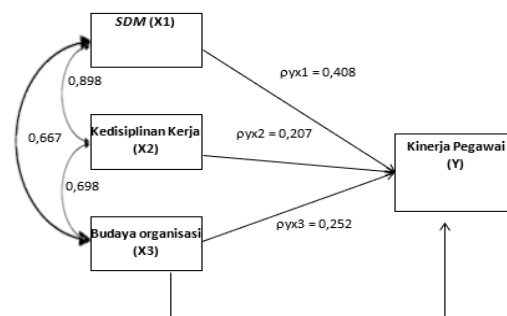 SDM (X1)
0,898
ρyx1 = 0,408
0,667
Kedisiplinan Kerja
(X2)
ρyx2 = 0,207
Kinerja Pegawai
(Y)
0,698
Budaya organisasi
(X3)
ρyx3 = 0,252